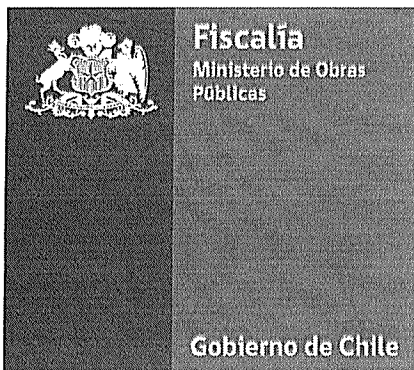 Fiscalía
Ministerio de Obras
Públicas
Gobierno de Chile